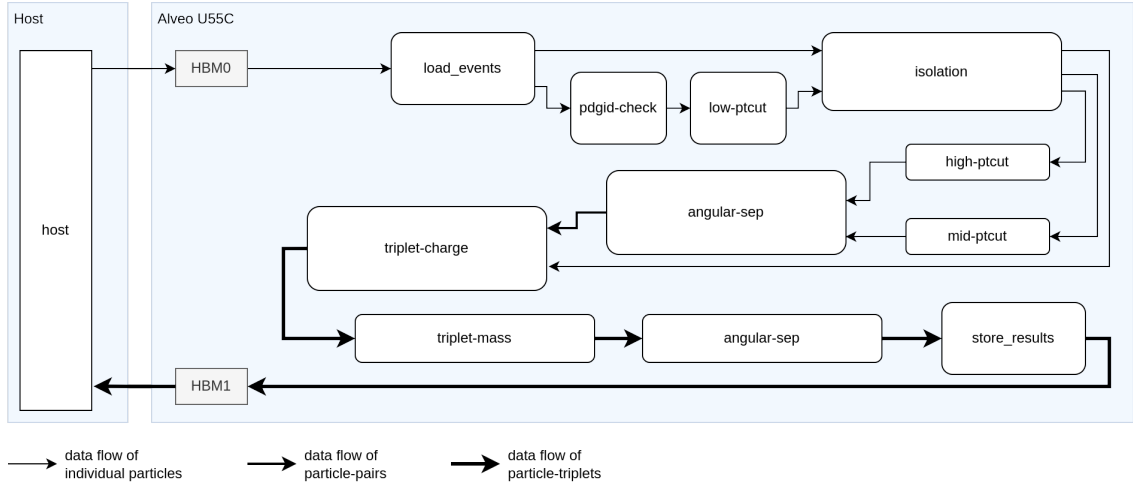 Host
Alveo U55C
HBM0
load_events
isolation
pdgid-check
low-ptcut
high-ptcut
angular-sep
mid-ptcut
host
triplet-charge
triplet-mass
angular-sep
store_results
HBM1
data flow of
individual particles
data flow of
particle-pairs
data flow of
particle-triplets